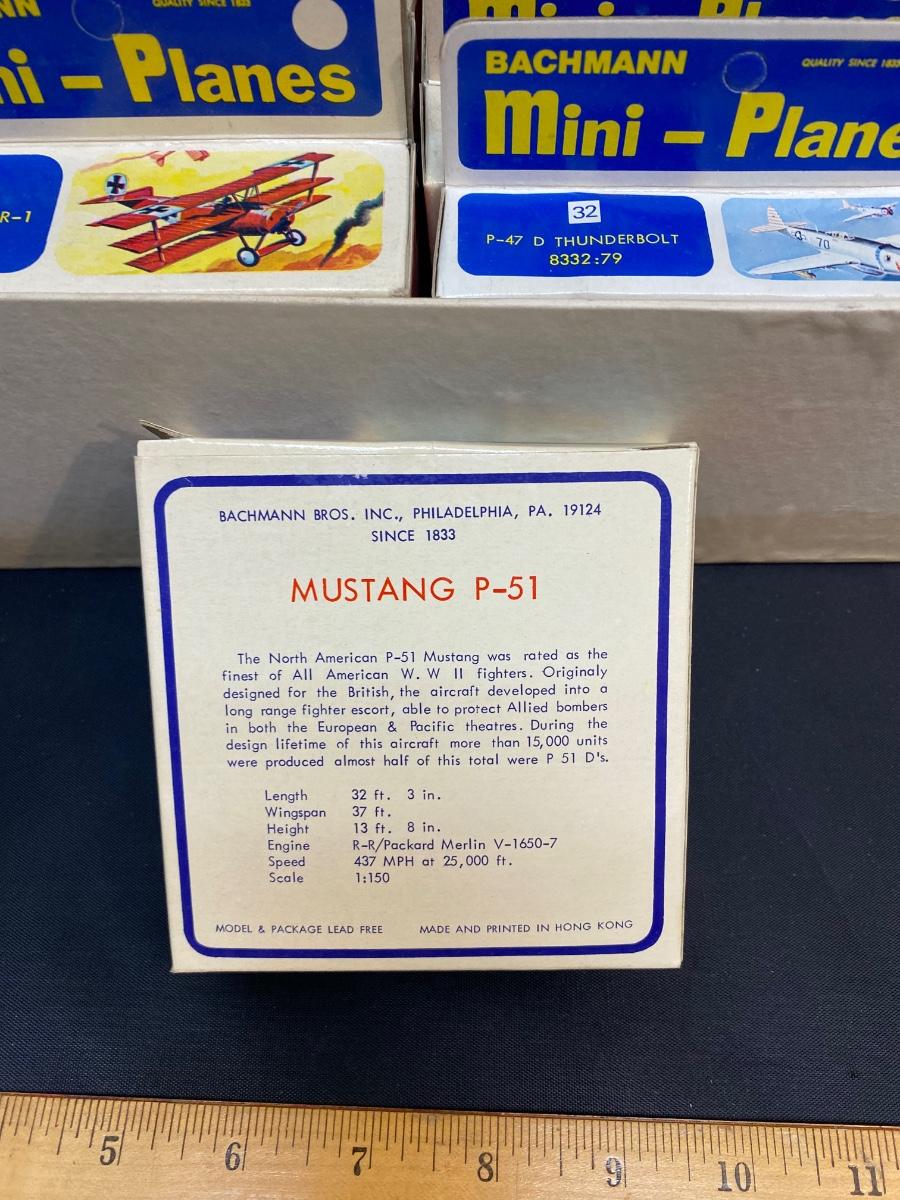 QUALITY SINCE 1833
Planes
R-1
BACHMANN
QUALITY SINCE 1833
Mini – Plane
32
P-47 D THUNDERBOLT
8332:79
70
BACHMANN BROS. INC., PHILADELPHIA, PA. 19124
SINCE 1833
MUSTANG P-51
The North American P-51 Mustang was rated as the
finest of All American W. W II fighters. Originaly
designed for the British, the aircraft developed into a
long range fighter escort, able to protect Allied bombers
in both the European & Pacific theatres. During the
design lifetime of this aircraft more than 15,000 units
were produced almost half of this total were P 51 D's.
Length 32 ft. 3 in.
Wingspan 37 ft.
Height 13 ft. 8 in.
Engine R-R/Packard Merlin V-1650-7
Speed 437 MPH at 25,000 ft.
Scale 1:150
MODEL & PACKAGE LEAD FREE MADE AND PRINTED IN HONG KONG
5 6 7 8 9 10 11